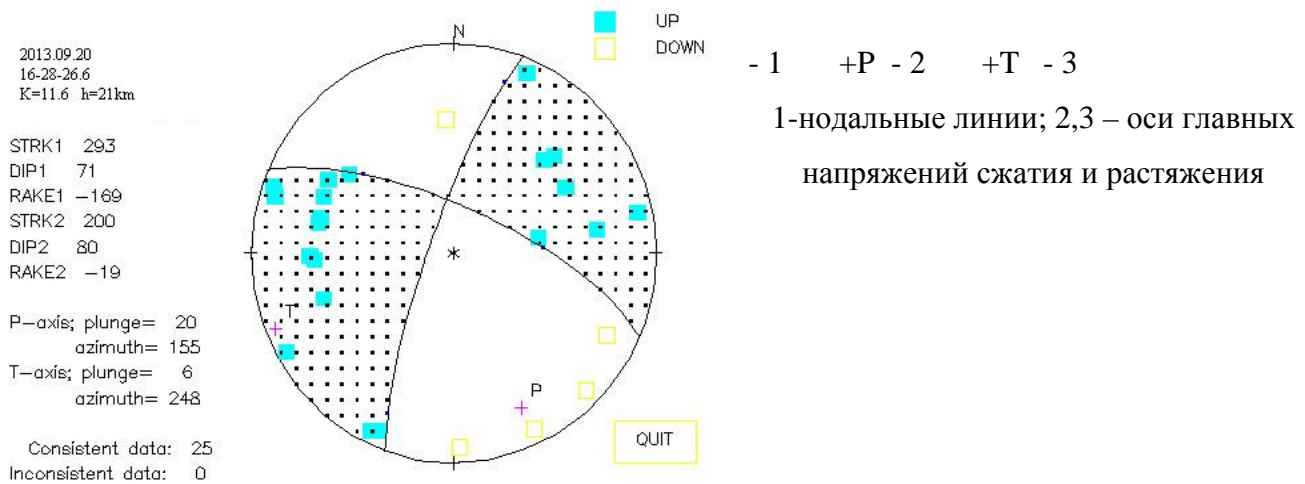 2013.09.20
16-28-26.6
K=11.6 h=21km
STRK1 293
DIP1 71
RAKE1 −169
STRK2 200
DIP2 80
RAKE2 −19
P−axis; plunge= 20
azimuth= 155
T−axis; plunge= 6
azimuth= 248
Consistent data: 25
Inconsistent data: 0
N
T
P
UP
DOWN
QUIT
- 1 +P - 2 +T - 3
1-нодальные линии; 2,3 – оси главных
напряжений сжатия и растяжения